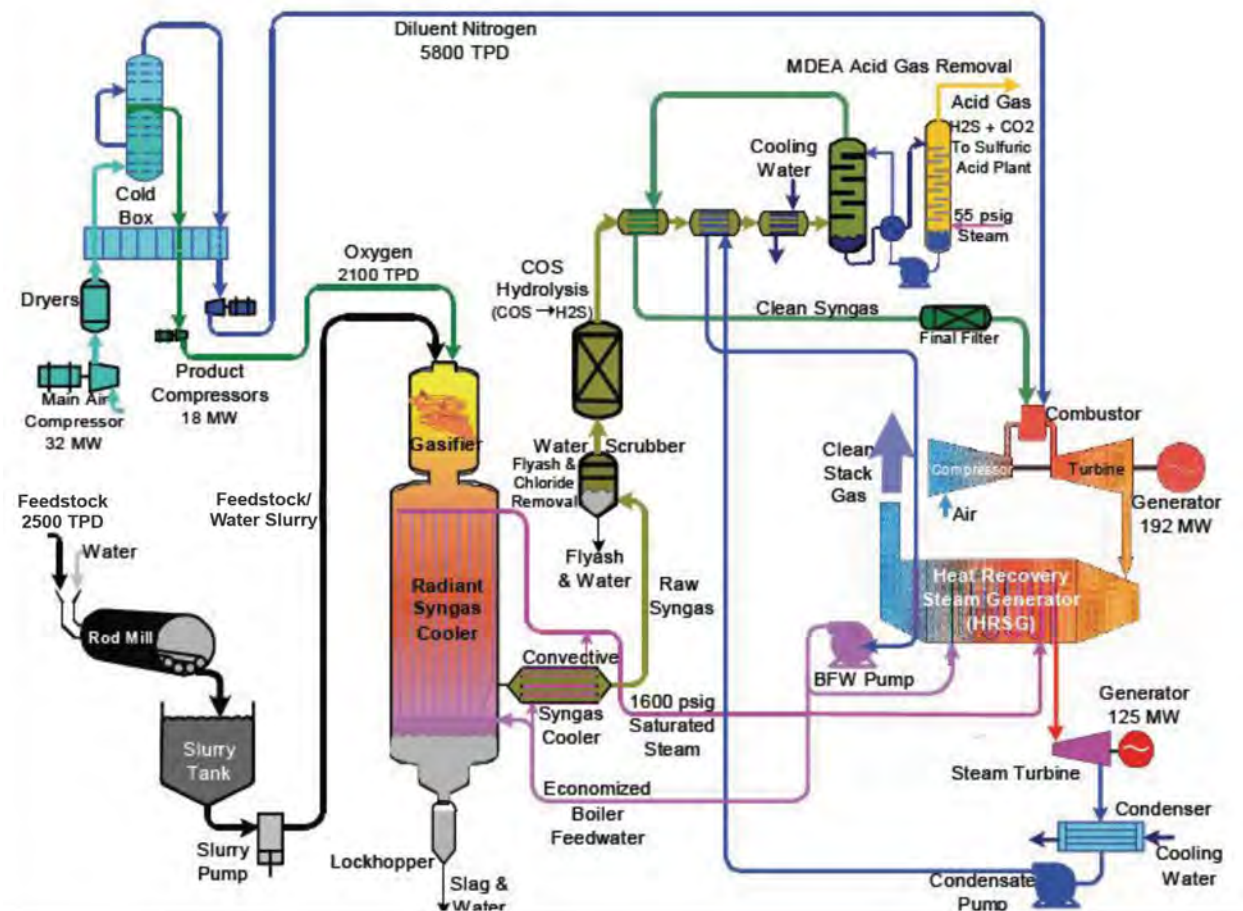 Diluent Nitrogen
5800 TPD
MDEA Acid Gas Removal
Acid Gas
H2S + CO2
To Sulfuric
Acid Plant
Cooling
Water
55 psig
Steam
Cold
Box
Oxygen
2100 TPD
COS
Hydrolysis
(COS →H2S)
Dryers
Clean Syngas
Final Filter
Product
Compressors
18 MW
Main Air
Compressor
32 MW
Combustor
Gasifier
Water Scrubber
Flyash &
Chloride
Removal
Clean
Stack
Gas
Compressor
Turbine
Generator
192 MW
Air
Feedstock
2500 TPD
Water
Feedstock/
Water Slurry
Flyash
& Water
Raw
Syngas
Heat Recovery
Steam Generator
(HRSG)
Radiant
Syngas
Cooler
Rod Mill
Convective
Syngas
Cooler
BFW Pump
1600 psig
Saturated
Steam
Generator
125 MW
Slurry
Tank
Steam Turbine
Economized
Boiler
Feedwater
Condenser
Slurry
Pump
Lockhopper
Cooling
Water
Slag &
Water
Condensate
Pump